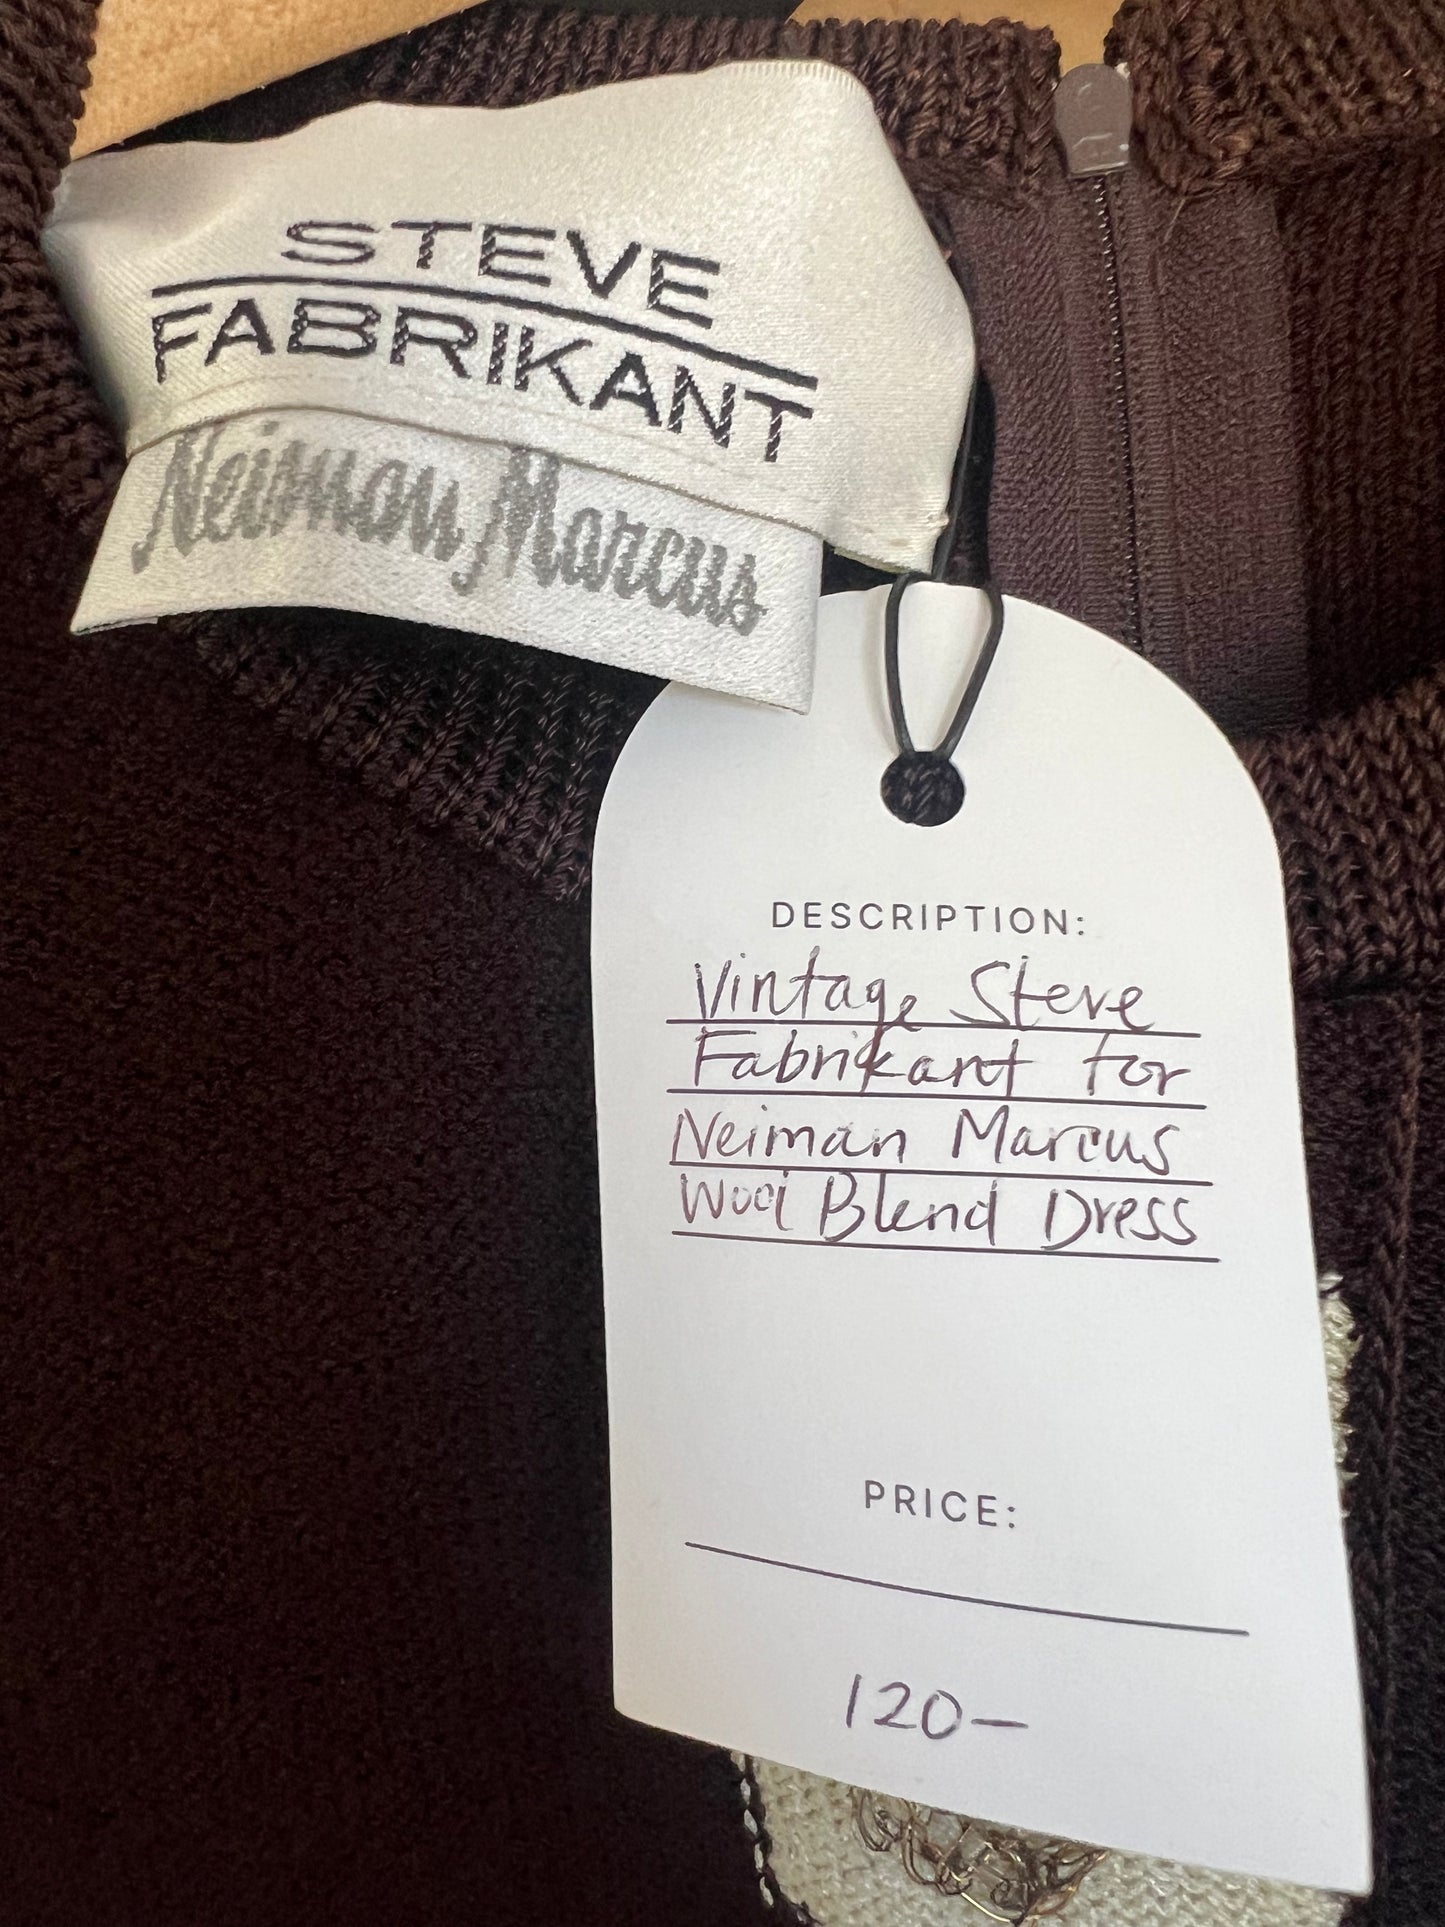 STEVE
FABRIKANT
Neiman Marcus
DESCRIPTION:
Vintage Steve
Fabrikant for
Neiman Marcus
Wool Blend Dress
PRICE:
120-